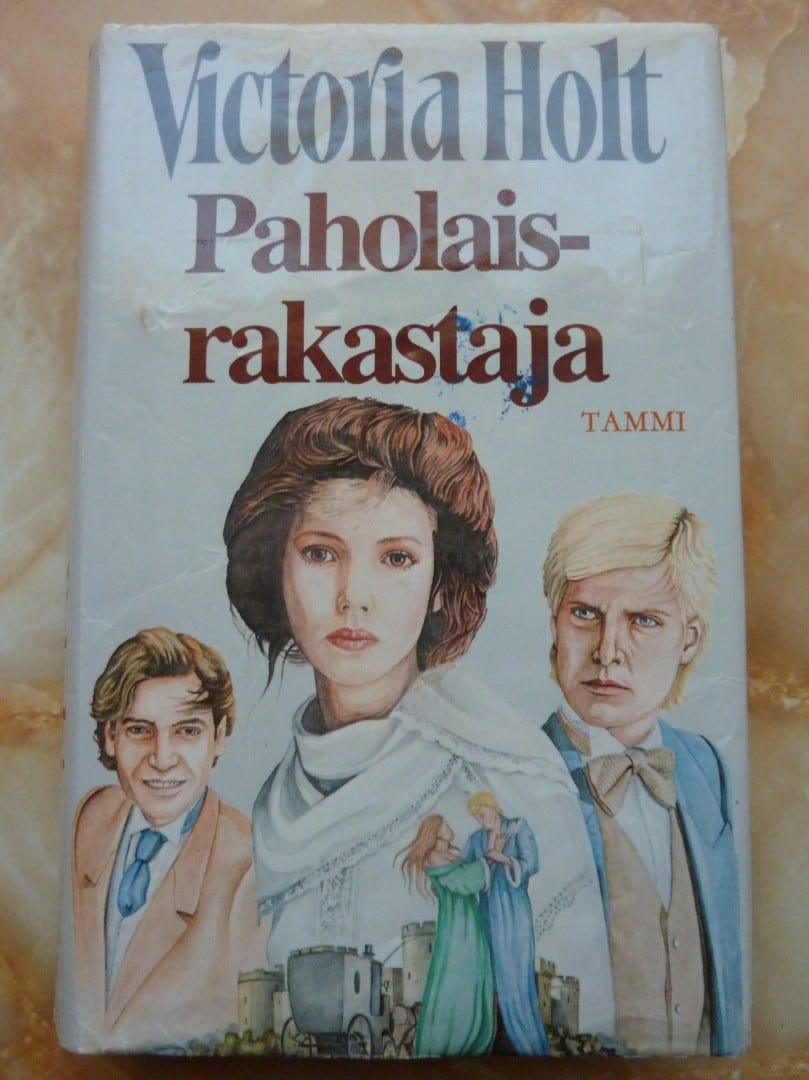 Victoria Holt
Paholais-
rakastaja
TAMMI